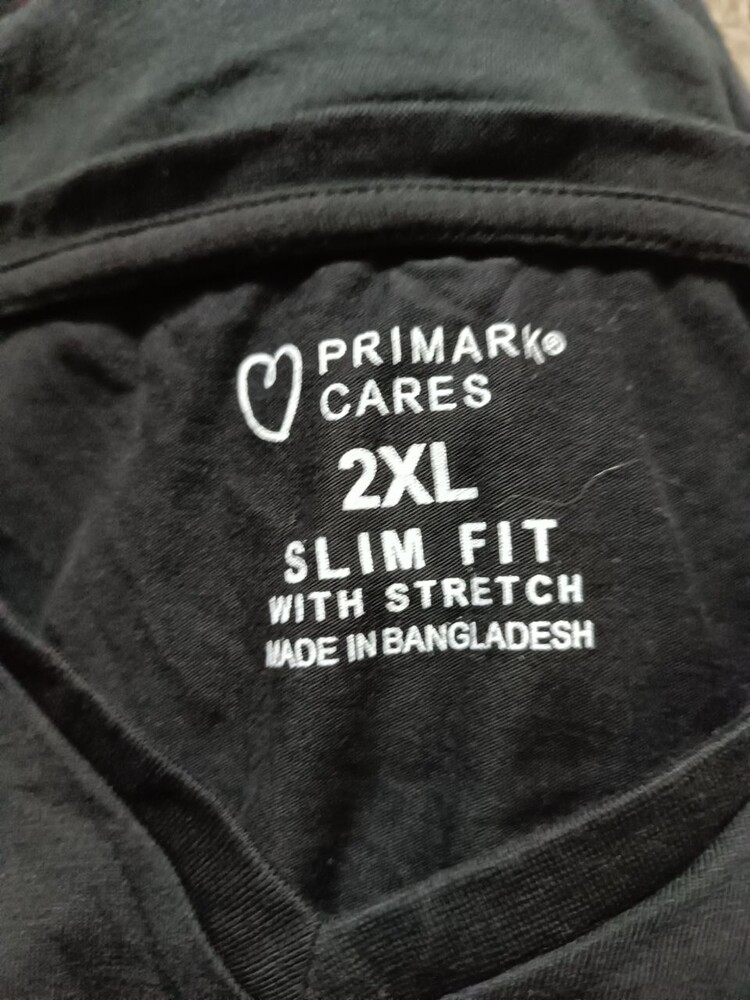 PRIMARK®
CARES
2XL
SLIM FIT
WITH STRETCH
MADE IN BANGLADESH